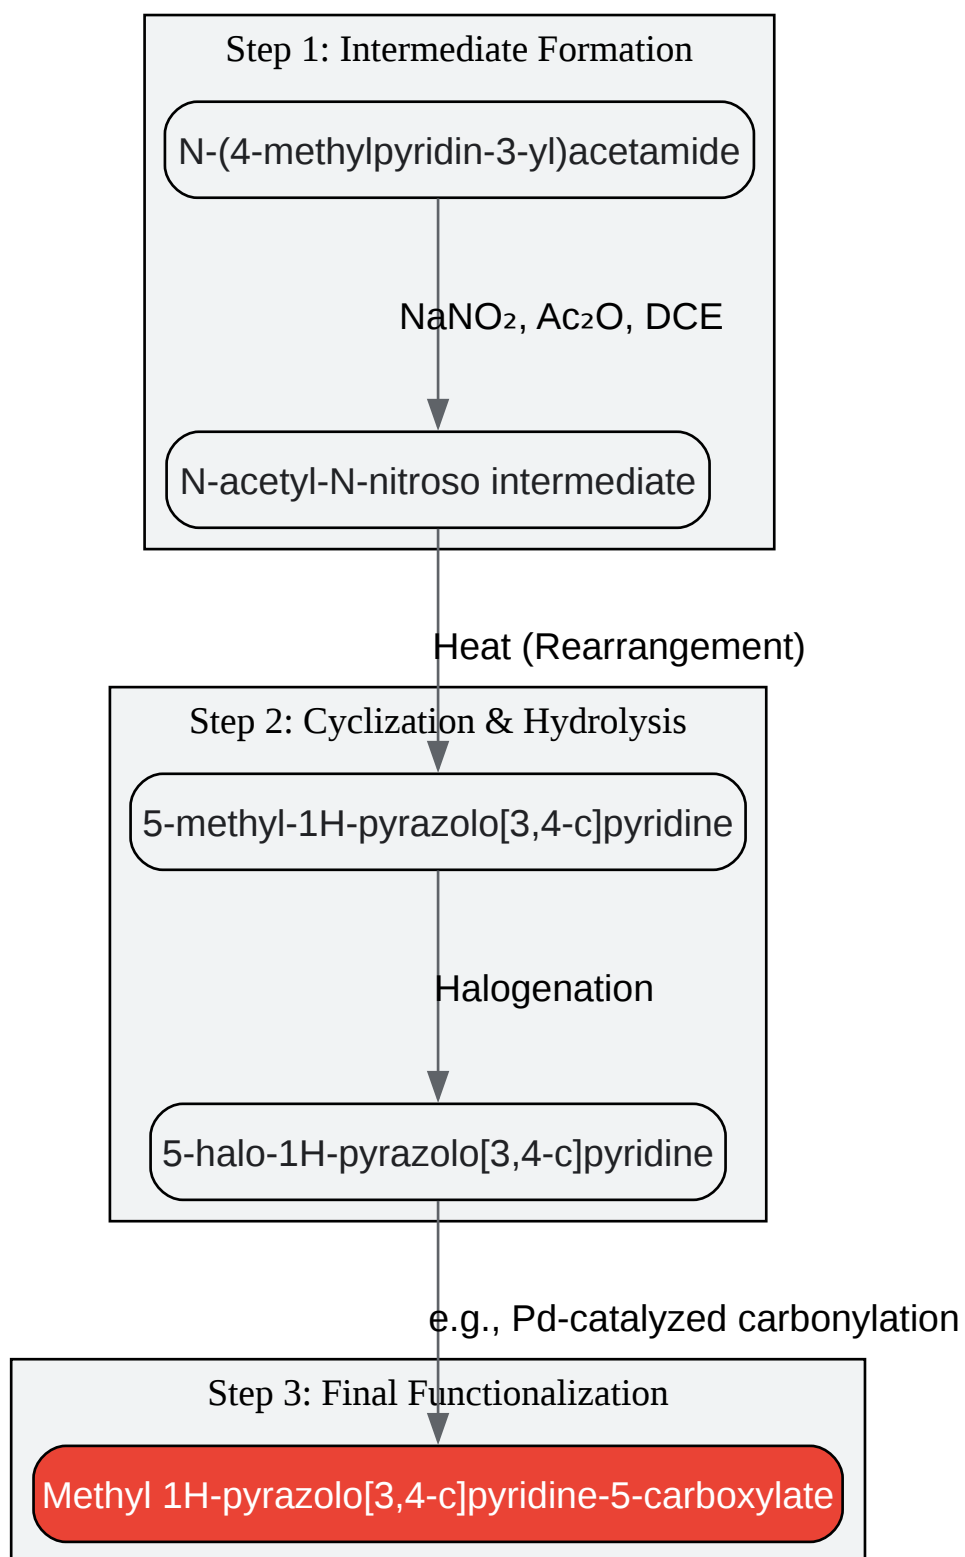 Step 1: Intermediate Formation
N-(4-methylpyridin-3-yl)acetamide
NaNO₂, Ac₂O, DCE
N-acetyl-N-nitroso intermediate
Heat (Rearrangement)
Step 2: Cyclization & Hydrolysis
5-methyl-1H-pyrazolo[3,4-c]pyridine
Halogenation
5-halo-1H-pyrazolo[3,4-c]pyridine
e.g., Pd-catalyzed carbonylation
Step 3: Final Functionalization
Methyl 1H-pyrazolo[3,4-c]pyridine-5-carboxylate